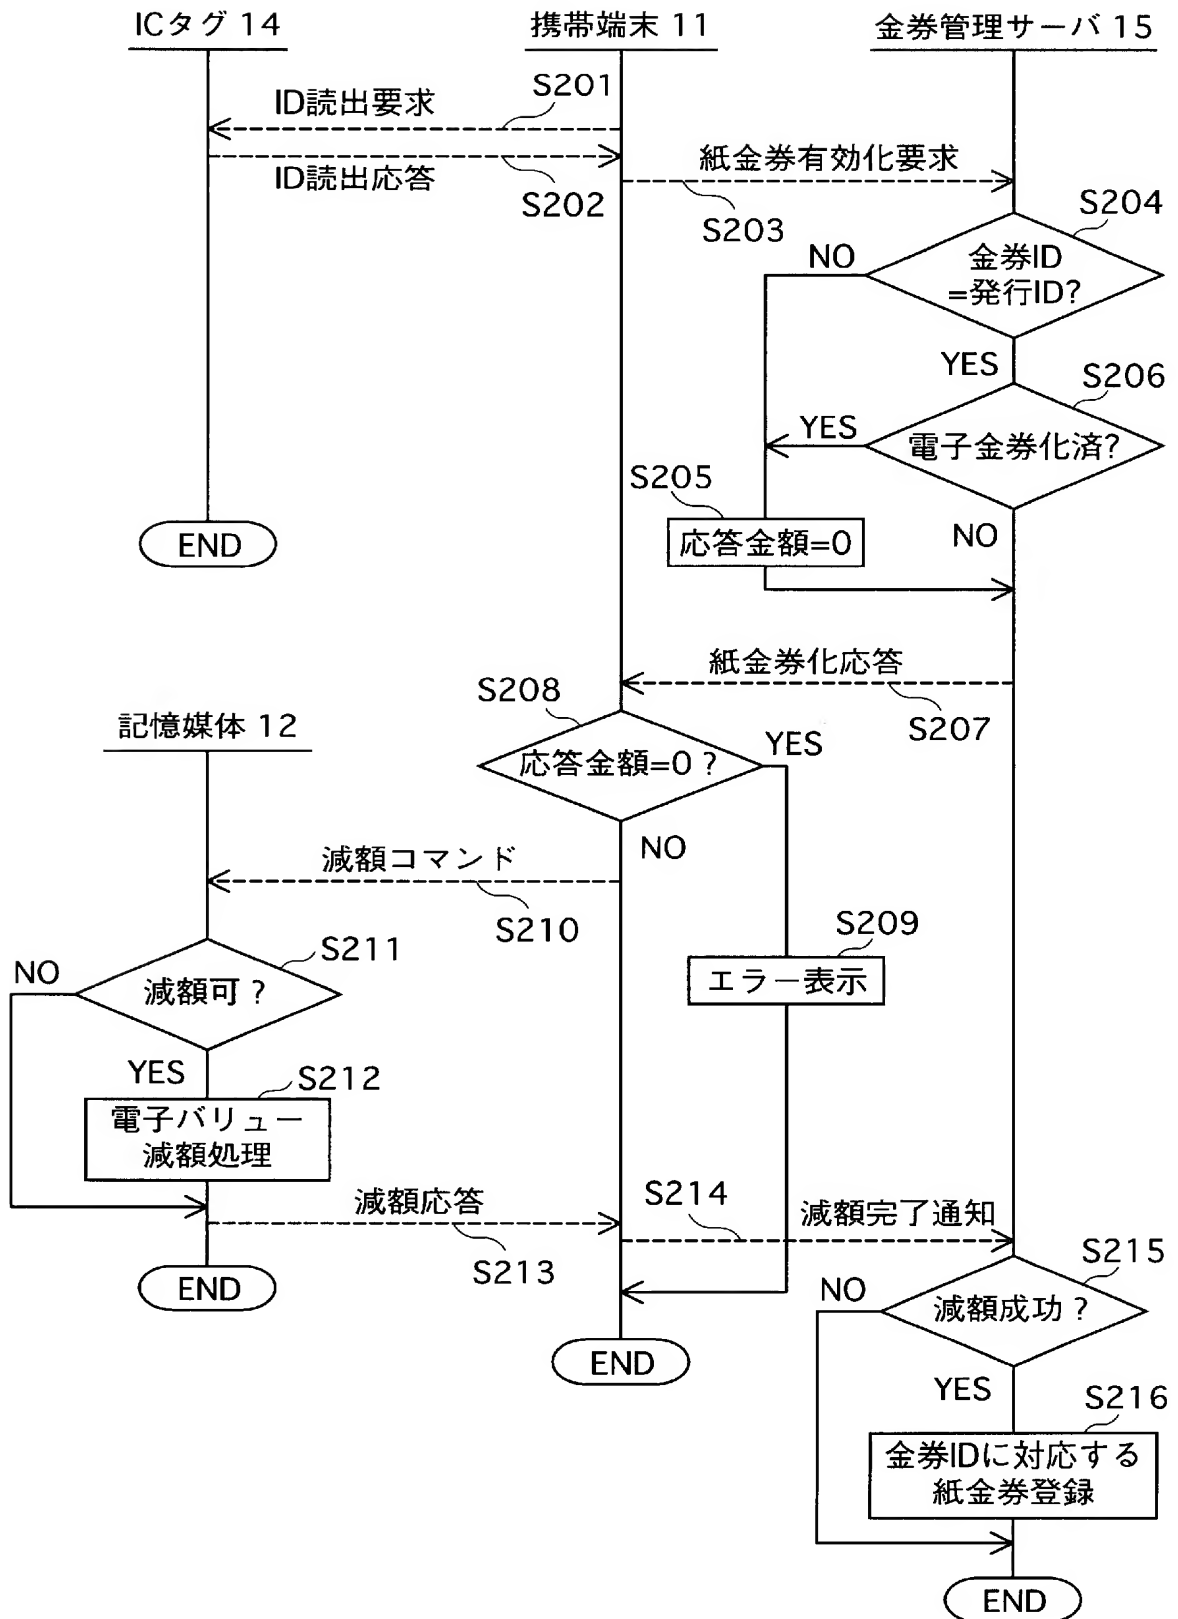 ICタグ 14
携帯端末 11
金券管理サーバ 15
S201
ID読出要求
ID読出応答
S202
紙金券有効化要求
S203
S204
金券ID
=発行ID?
NO
YES
S206
電子金券化済?
YES
NO
S205
応答金額=0
END
紙金券化応答
S207
S208
応答金額=0 ?
YES
NO
記憶媒体 12
減額コマンド
S210
S209
エラー表示
S211
減額可 ?
NO
YES
S212
電子バリュー
減額処理
減額応答
S213
S214
減額完了通知
END
S215
減額成功 ?
NO
YES
END
S216
金券IDに対応する
紙金券登録
END